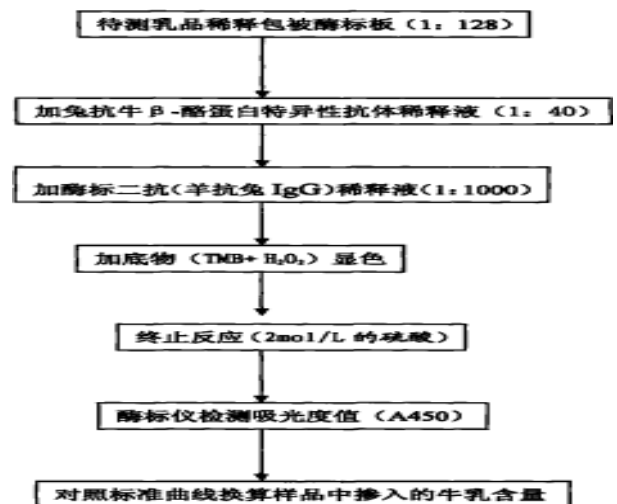 待测乳品稀释包被酶标板（1：128）
加兔抗牛β-酪蛋白特异性抗体稀释液（1：40）
加酶标二抗(羊抗兔IgG)稀释液(1:1000)
加底物（TMB+H₂O₂）显色
终止反应（2mol/L的硫酸）
酶标仪检测吸光度值（A450）
对照标准曲线换算样品中掺入的牛乳含量